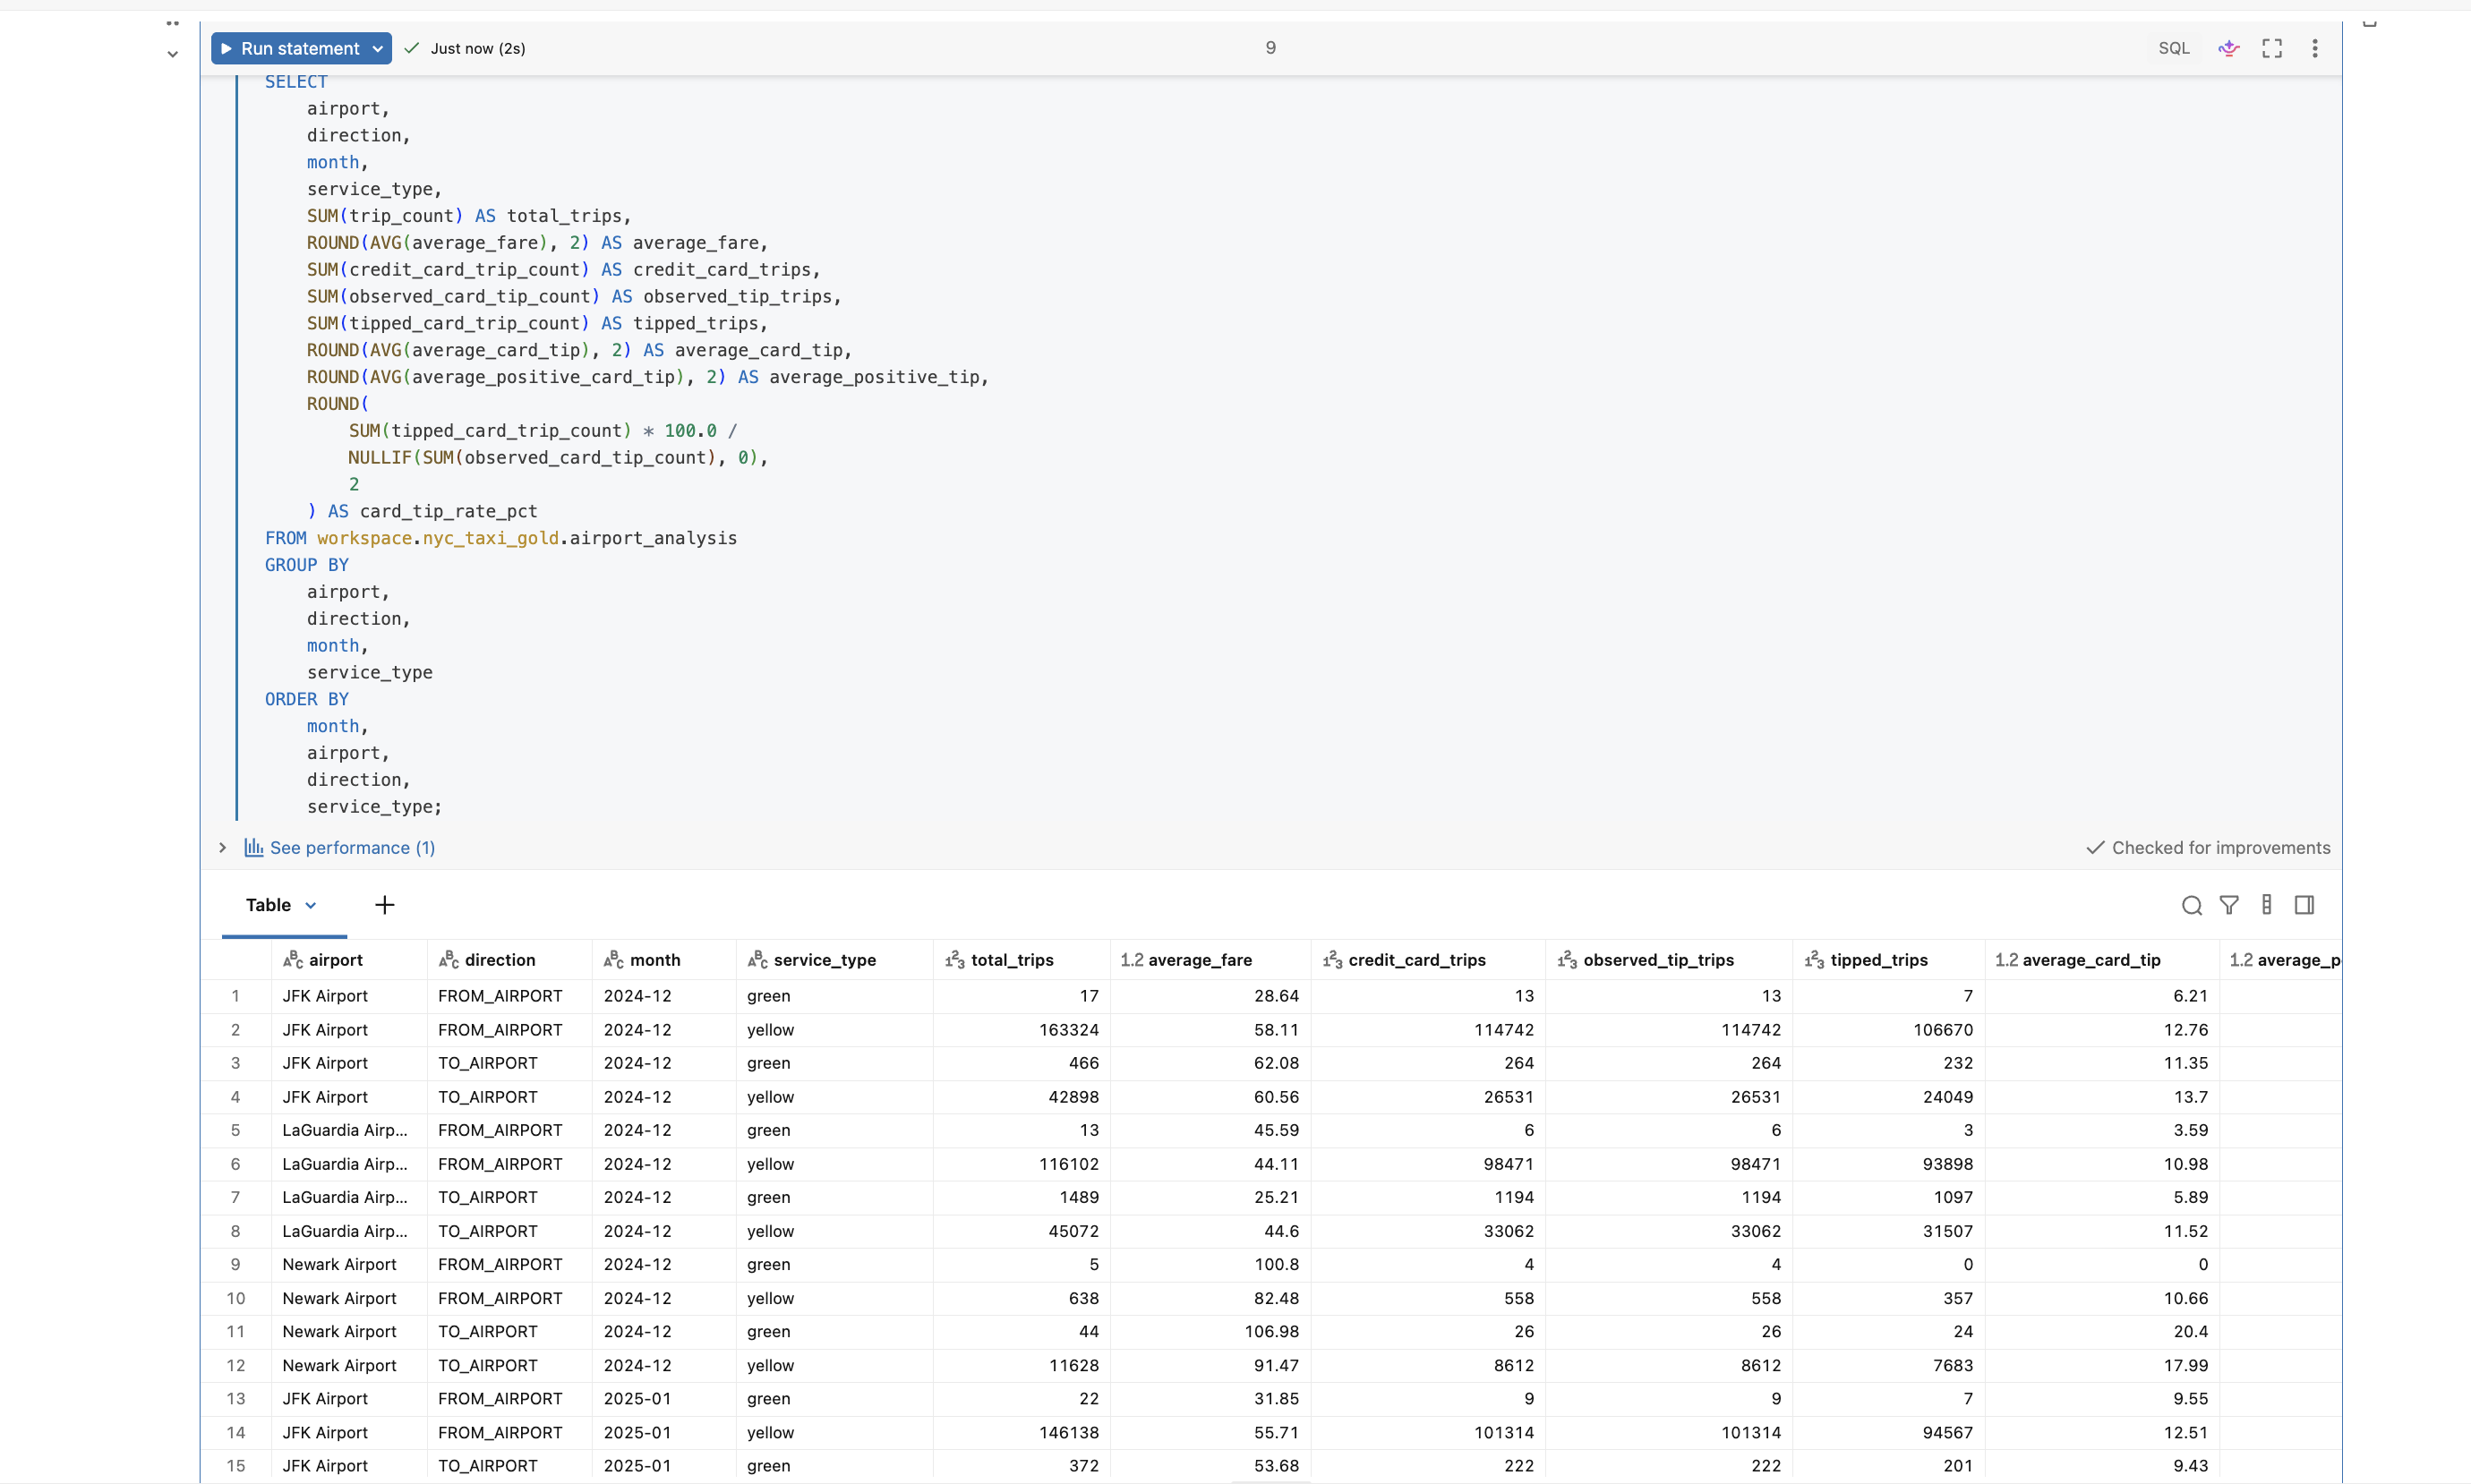 Run statement Just now (2s) 9 SQL
SELECT
airport,
direction,
month,
service_type,
SUM(trip_count) AS total_trips,
ROUND(AVG(average_fare), 2) AS average_fare,
SUM(credit_card_trip_count) AS credit_card_trips,
SUM(observed_card_tip_count) AS observed_tip_trips,
SUM(tipped_card_trip_count) AS tipped_trips,
ROUND(AVG(average_card_tip), 2) AS average_card_tip,
ROUND(AVG(average_positive_card_tip), 2) AS average_positive_tip,
ROUND(
SUM(tipped_card_trip_count) * 100.0 /
NULLIF(SUM(observed_card_tip_count), 0),
2
) AS card_tip_rate_pct
FROM workspace.nyc_taxi_gold.airport_analysis
GROUP BY
airport,
direction,
month,
service_type
ORDER BY
month,
airport,
direction,
service_type;
See performance (1) Checked for improvements
Table
ABC airport ABC direction ABC month ABC service_type 123 total_trips 1.2 average_fare 123 credit_card_trips 123 observed_tip_trips 123 tipped_trips 1.2 average_card_tip 1.2 average_p
1 JFK Airport FROM_AIRPORT 2024-12 green 17 28.64 13 13 7 6.21
2 JFK Airport FROM_AIRPORT 2024-12 yellow 163324 58.11 114742 114742 106670 12.76
3 JFK Airport TO_AIRPORT 2024-12 green 466 62.08 264 264 232 11.35
4 JFK Airport TO_AIRPORT 2024-12 yellow 42898 60.56 26531 26531 24049 13.7
5 LaGuardia Airp... FROM_AIRPORT 2024-12 green 13 45.59 6 6 3 3.59
6 LaGuardia Airp... FROM_AIRPORT 2024-12 yellow 116102 44.11 98471 98471 93898 10.98
7 LaGuardia Airp... TO_AIRPORT 2024-12 green 1489 25.21 1194 1194 1097 5.89
8 LaGuardia Airp... TO_AIRPORT 2024-12 yellow 45072 44.6 33062 33062 31507 11.52
9 Newark Airport FROM_AIRPORT 2024-12 green 5 100.8 4 4 0 0
10 Newark Airport FROM_AIRPORT 2024-12 yellow 638 82.48 558 558 357 10.66
11 Newark Airport TO_AIRPORT 2024-12 green 44 106.98 26 26 24 20.4
12 Newark Airport TO_AIRPORT 2024-12 yellow 11628 91.47 8612 8612 7683 17.99
13 JFK Airport FROM_AIRPORT 2025-01 green 22 31.85 9 9 7 9.55
14 JFK Airport FROM_AIRPORT 2025-01 yellow 146138 55.71 101314 101314 94567 12.51
15 JFK Airport TO_AIRPORT 2025-01 green 372 53.68 222 222 201 9.43